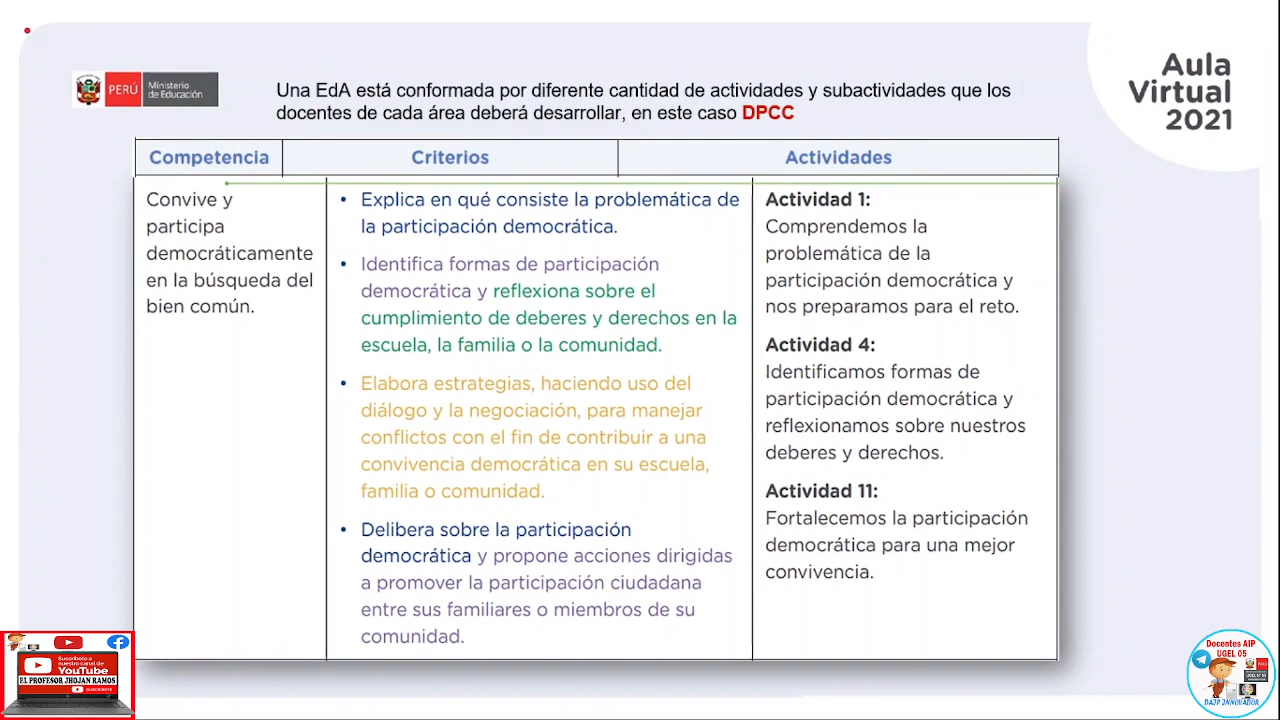 Aula
Virtual
2021
PERÚ
Ministerio
de Educación
Una EdA está conformada por diferente cantidad de actividades y subactividades que los
docentes de cada área deben desarrollar, en este caso DPCC
Competencia
Criterios
Actividades
Convive y
participa
democráticamente
en la búsqueda del
bien común.
• Explica en qué consiste la problemática de
la participación democrática.
• Identifica formas de participación
democrática y reflexiona sobre el
cumplimiento de deberes y derechos en la
escuela, la familia o la comunidad.
• Elabora estrategias, haciendo uso del
diálogo y la negociación, para manejar
conflictos con el fin de contribuir a una
convivencia democrática en su escuela,
familia o comunidad.
• Delibera sobre la participación
democrática y propone acciones dirigidas
a promover la participación ciudadana
entre sus familiares o miembros de su
comunidad.
Actividad 1:
Comprendemos la
problemática de la
participación democrática y
nos preparamos para el reto.
Actividad 4:
Identificamos formas de
participación democrática y
reflexionamos sobre nuestros
deberes y derechos.
Actividad 11:
Fortalecemos la participación
democrática para una mejor
convivencia.
Suscríbete a
nuestro canal de
YouTube
EL PROFESOR JHOJAN RAMOS
SUSCRIBETE
Docentes AIP
UGEL 05
DAIP INNOVADOR